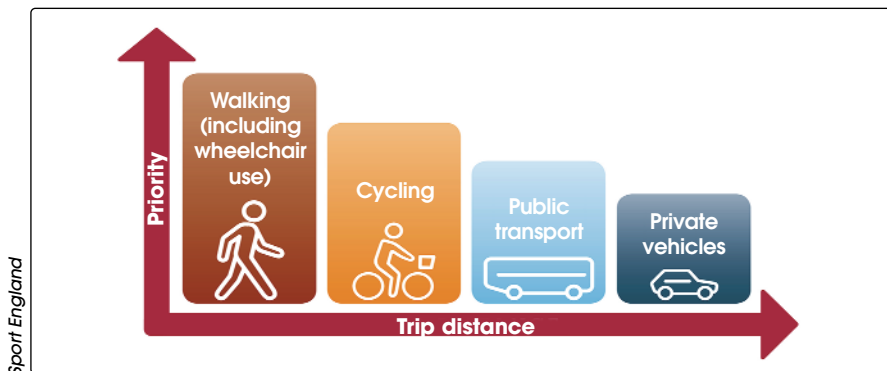 Walking
(including
wheelchair
use)
Cycling
Public
transport
Private
vehicles
Priority
Trip distance
Sport England